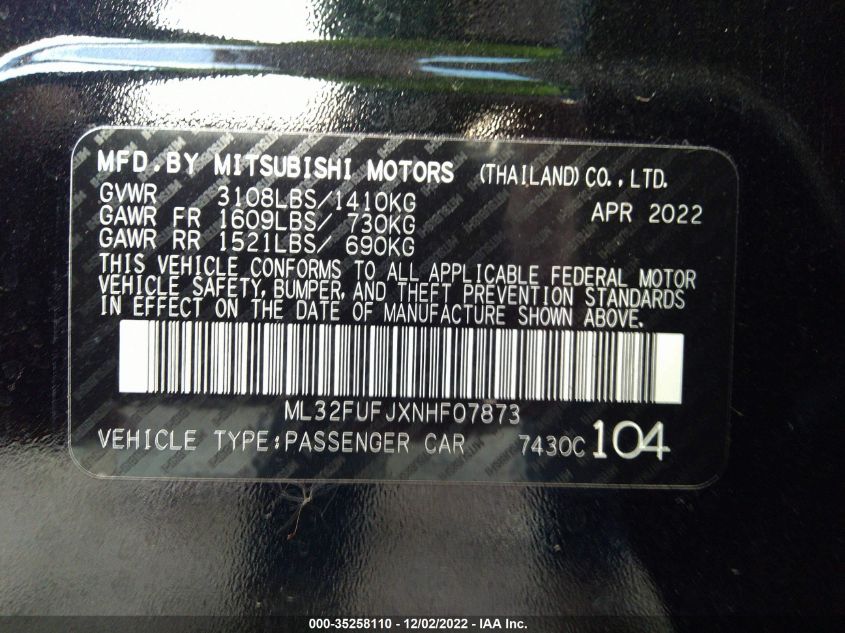 MFD.BY MITSUBISHI MOTORS (THAILAND) CO.,LTD.
GVWR 3108LBS/1410KG APR 2022
GAWR FR 1609LBS/ 730KG
GAWR RR 1521LBS/ 690KG
THIS VEHICLE CONFORMS TO ALL APPLICABLE FEDERAL MOTOR
VEHICLE SAFETY, BUMPER, AND THEFT PREVENTION STANDARDS
IN EFFECT ON THE DATE OF MANUFACTURE SHOWN ABOVE.
ML32FUFJXNHF07873
VEHICLE TYPE:PASSENGER CAR 7430C 104
000-35258110 - 12/02/2022 - IAA Inc.